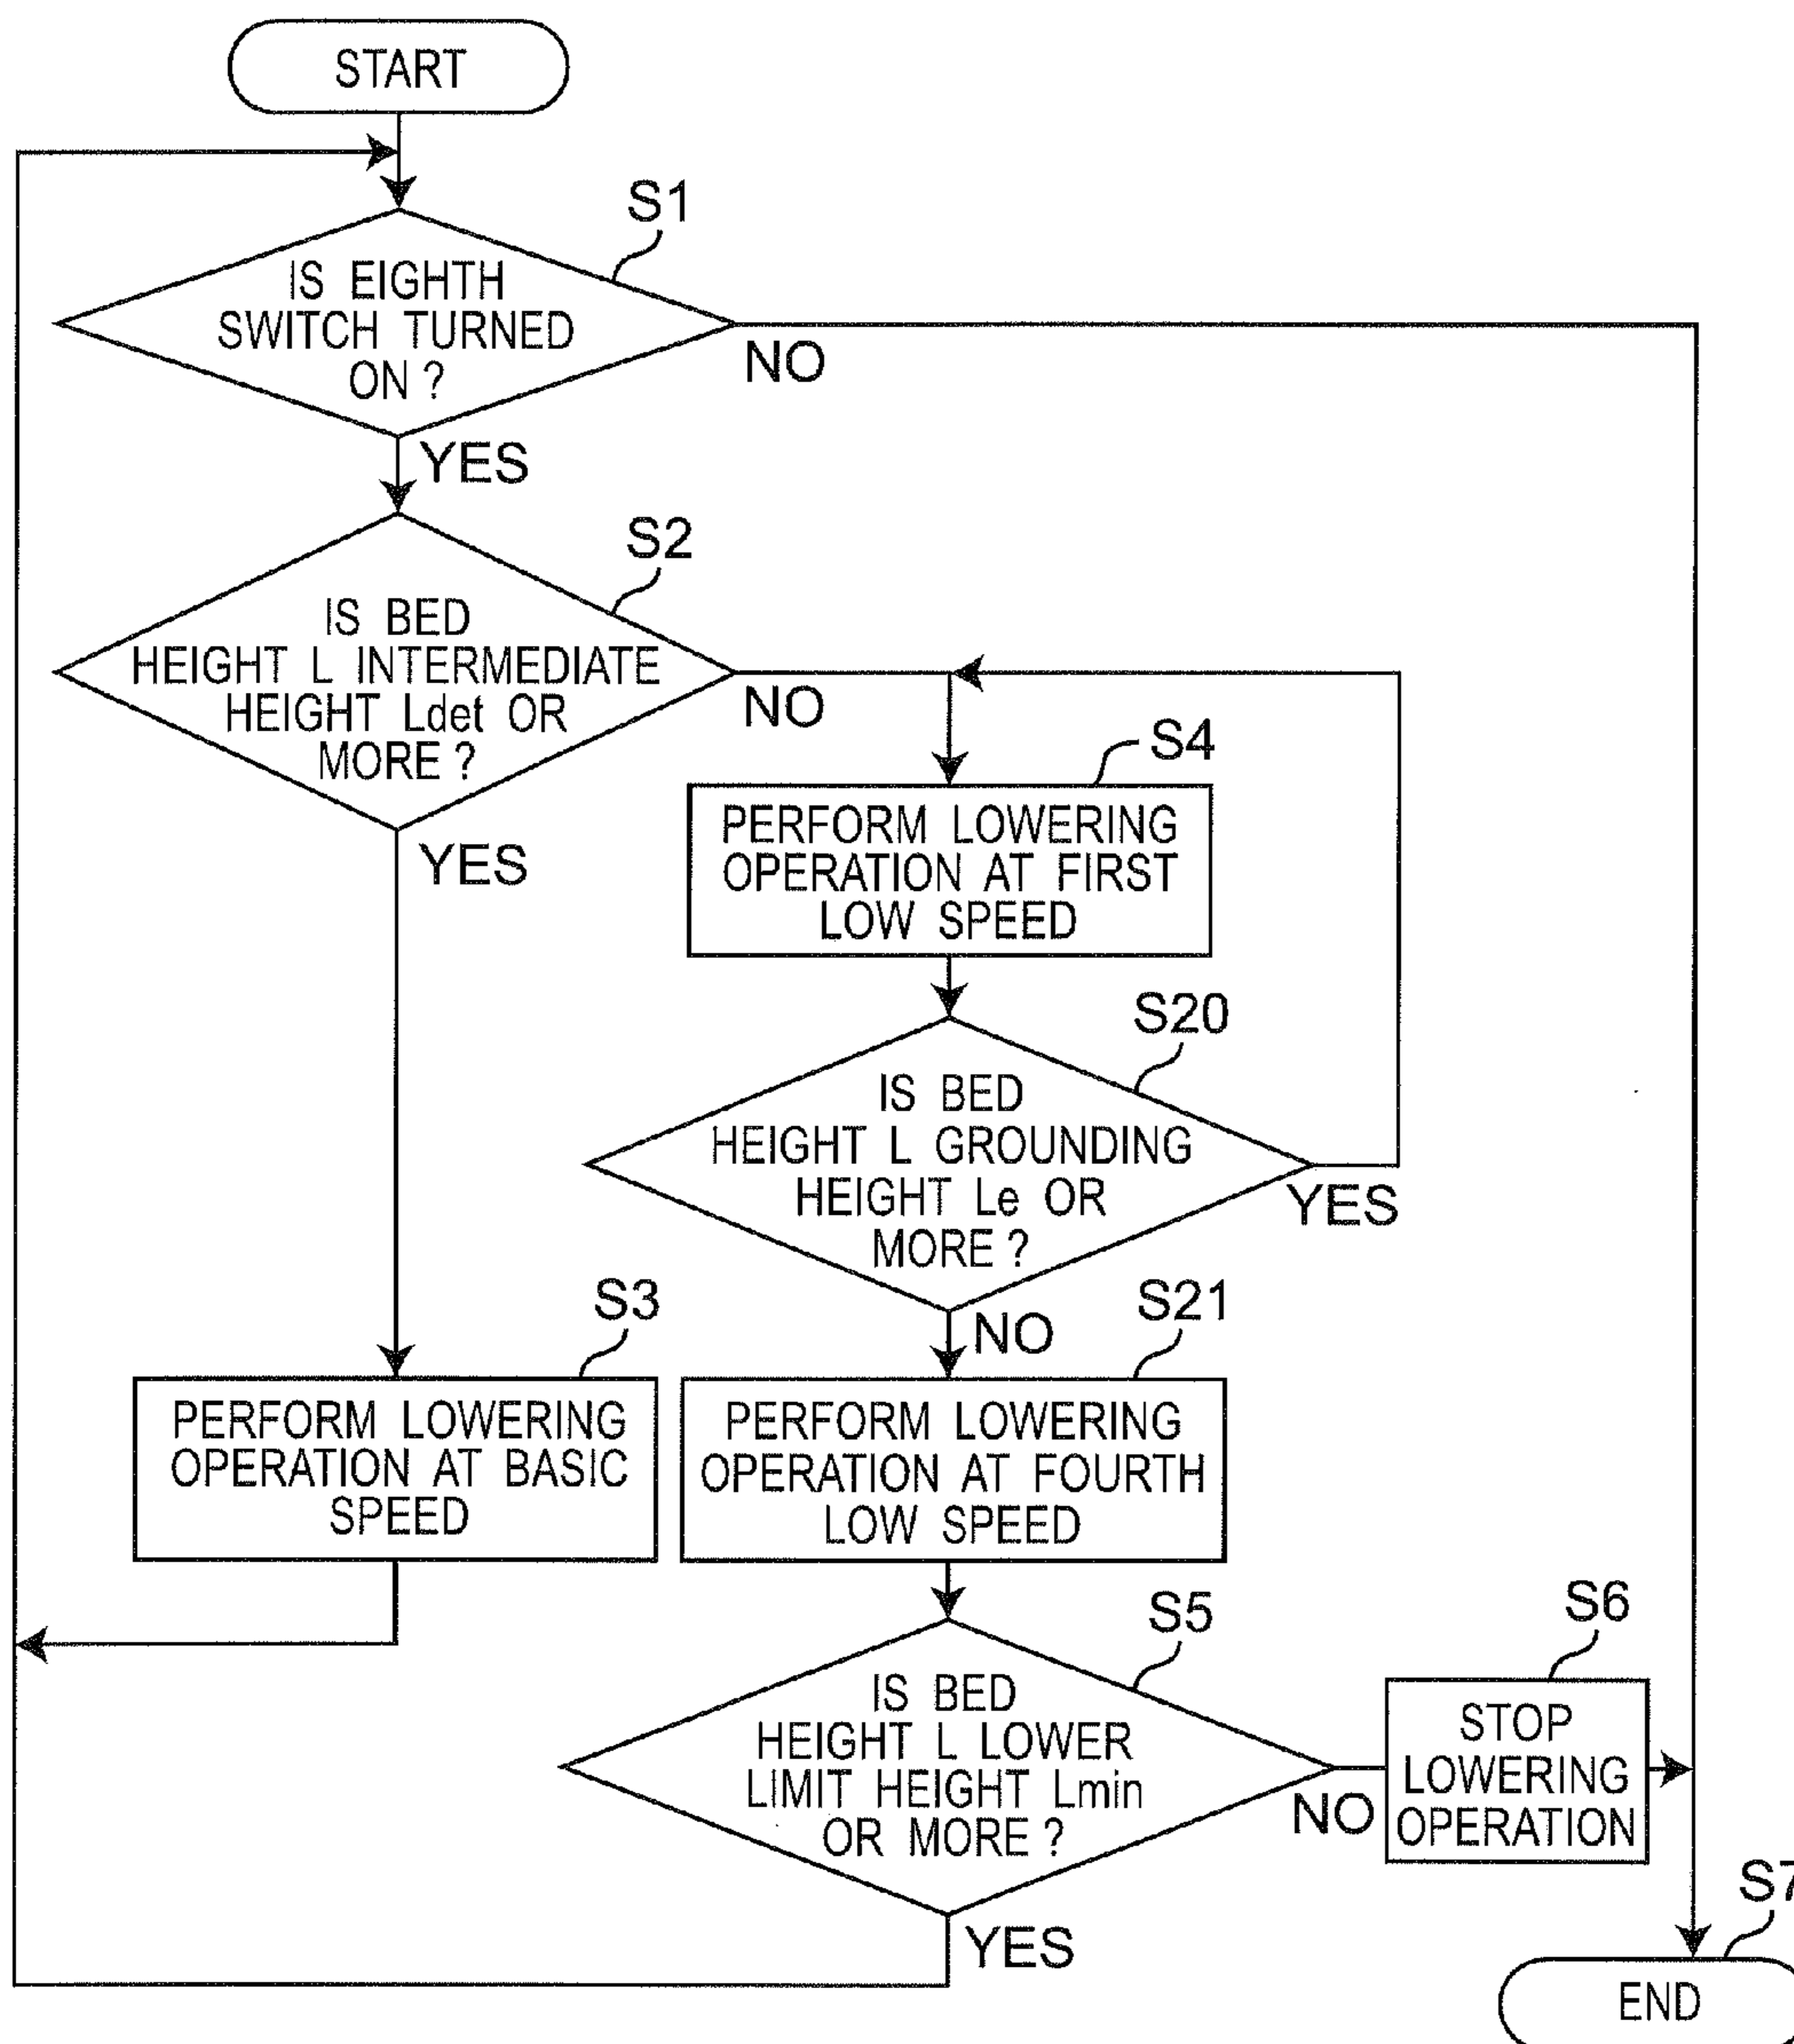 START
S1
IS EIGHTH
SWITCH TURNED
ON ?
NO
YES
S2
IS BED
HEIGHT L INTERMEDIATE
HEIGHT Ldet OR
MORE ?
NO
YES
S4
PERFORM LOWERING
OPERATION AT FIRST
LOW SPEED
S20
IS BED
HEIGHT L GROUNDING
HEIGHT Le OR
MORE ?
YES
NO
S3
PERFORM LOWERING
OPERATION AT BASIC
SPEED
S21
PERFORM LOWERING
OPERATION AT FOURTH
LOW SPEED
S5
IS BED
HEIGHT L LOWER
LIMIT HEIGHT Lmin
OR MORE ?
NO
YES
S6
STOP
LOWERING
OPERATION
S7
END